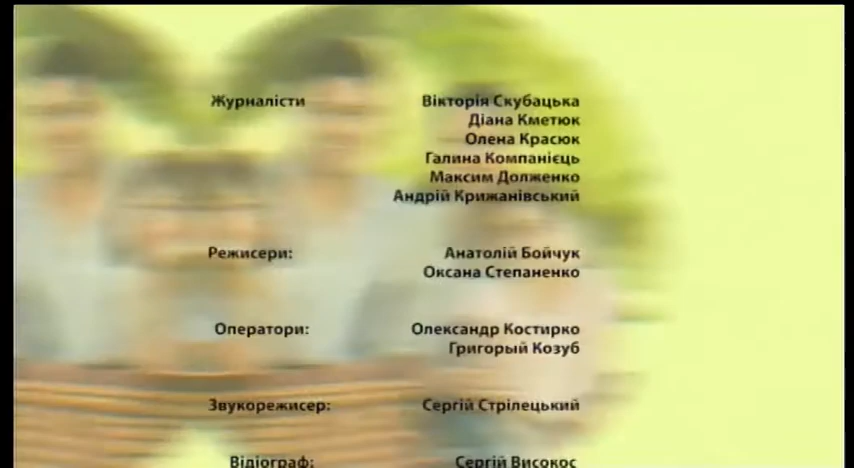 Журналісти Вікторія Скубацька
Діана Кметюк
Олена Красюк
Галина Компанієць
Максим Долженко
Андрій Крижанівський
Режисери: Анатолій Бойчук
Оксана Степаненко
Оператори: Олександр Костирко
Григорый Козуб
Звукорежисер: Сергій Стрілецький
Відіограф: Сергій Високос